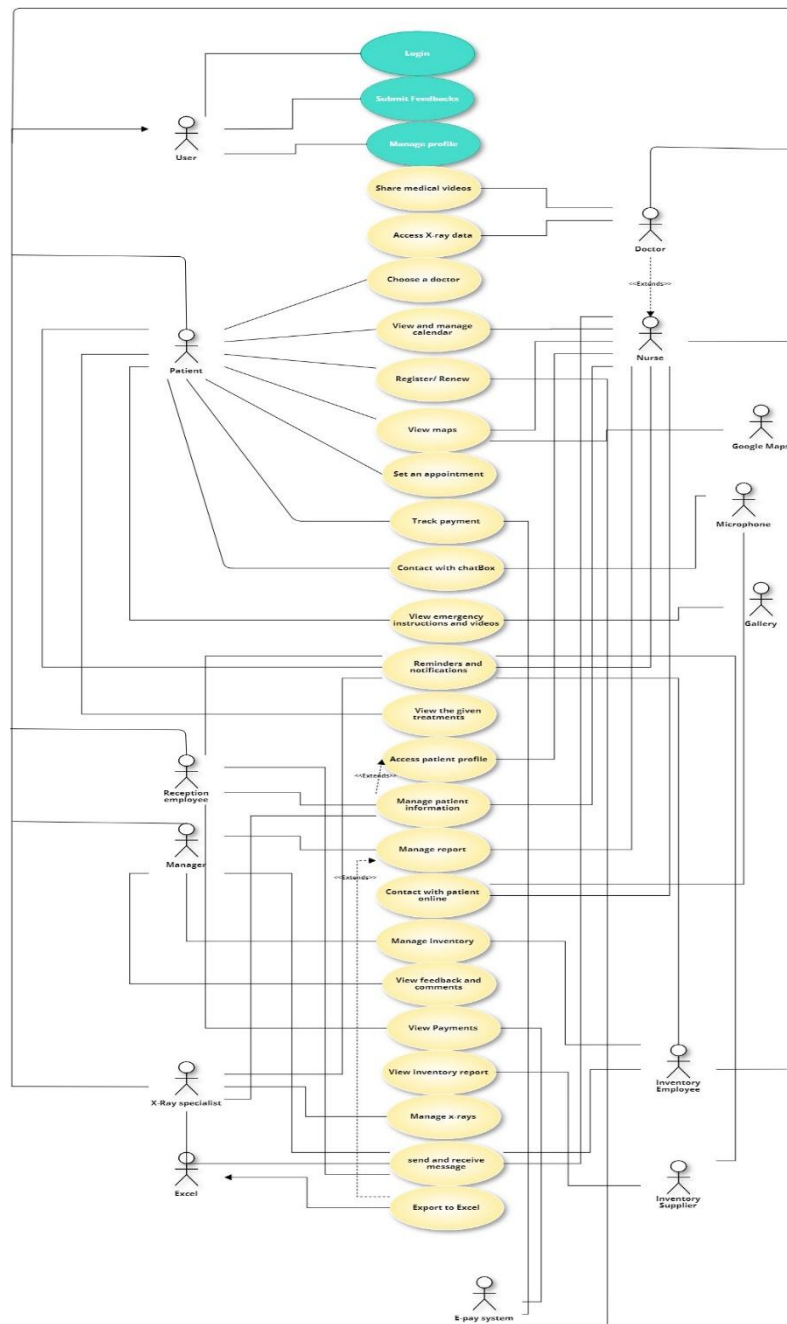 Login
Submit Feedbacks
User
Manage profile
Share medical videos
Access X-ray data
Doctor
Choose a doctor
<<Extends>>
View and manage
calendar
Patient
Nurse
Register/ Renew
View maps
Google Maps
Set an appointment
Track payment
Microphone
Contact with chatBox
View emergency
instructions and videos
Gallery
Reminders and
notifications
View the given
treatments
Access patient profile
<<Extends>>
Reception
employee
Manage patient
information
Manage report
Manager
<<Extends>>
Contact with patient
online
Manage inventory
View feedback and
comments
View Payments
View inventory report
Inventory
Employee
X-Ray specialist
Manage x-rays
send and receive
message
Excel
Inventory
Supplier
Export to Excel
E-pay system